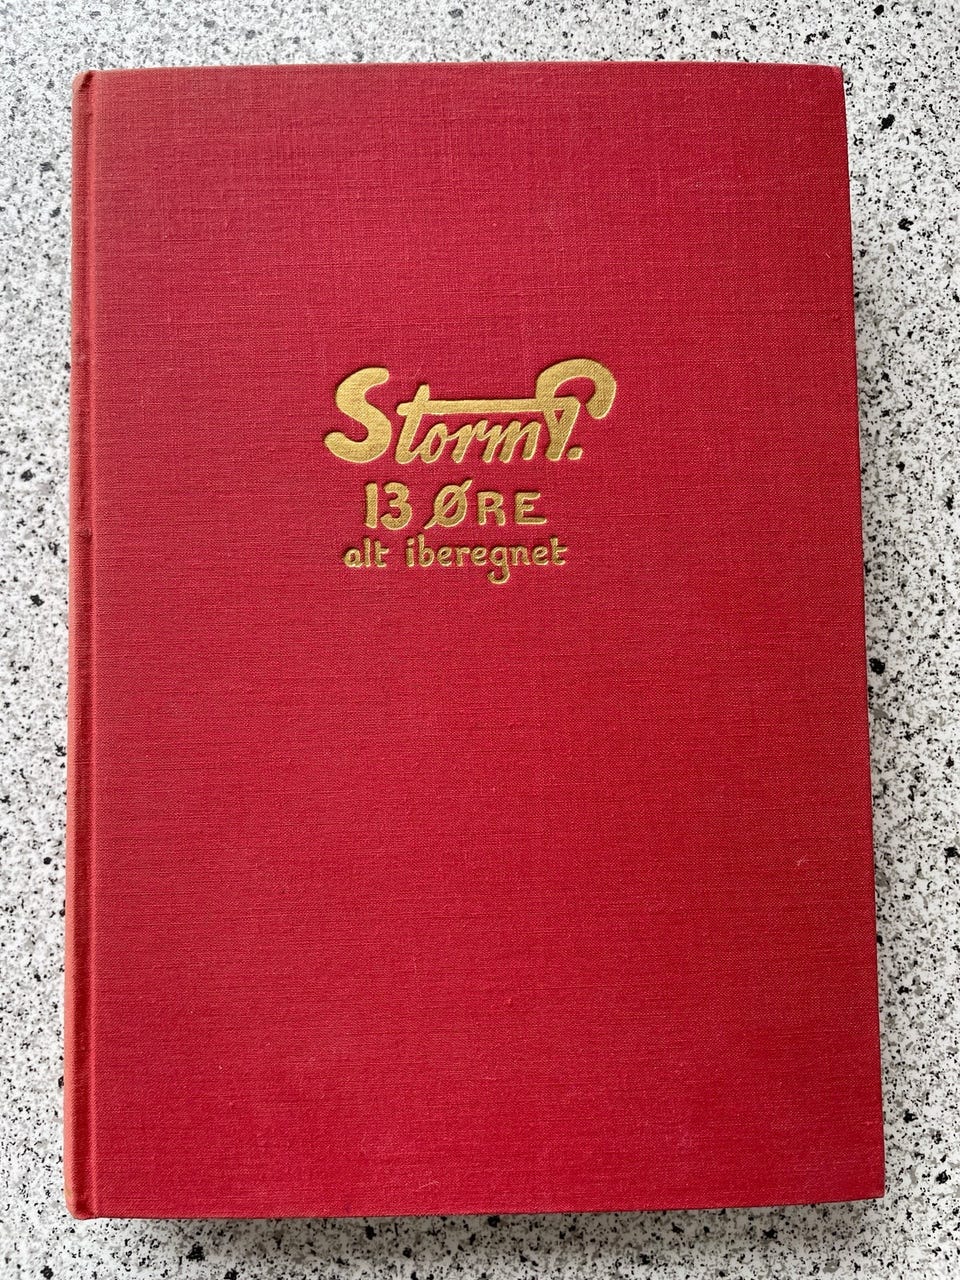 Storm P.
13 ØRE
alt iberegnet